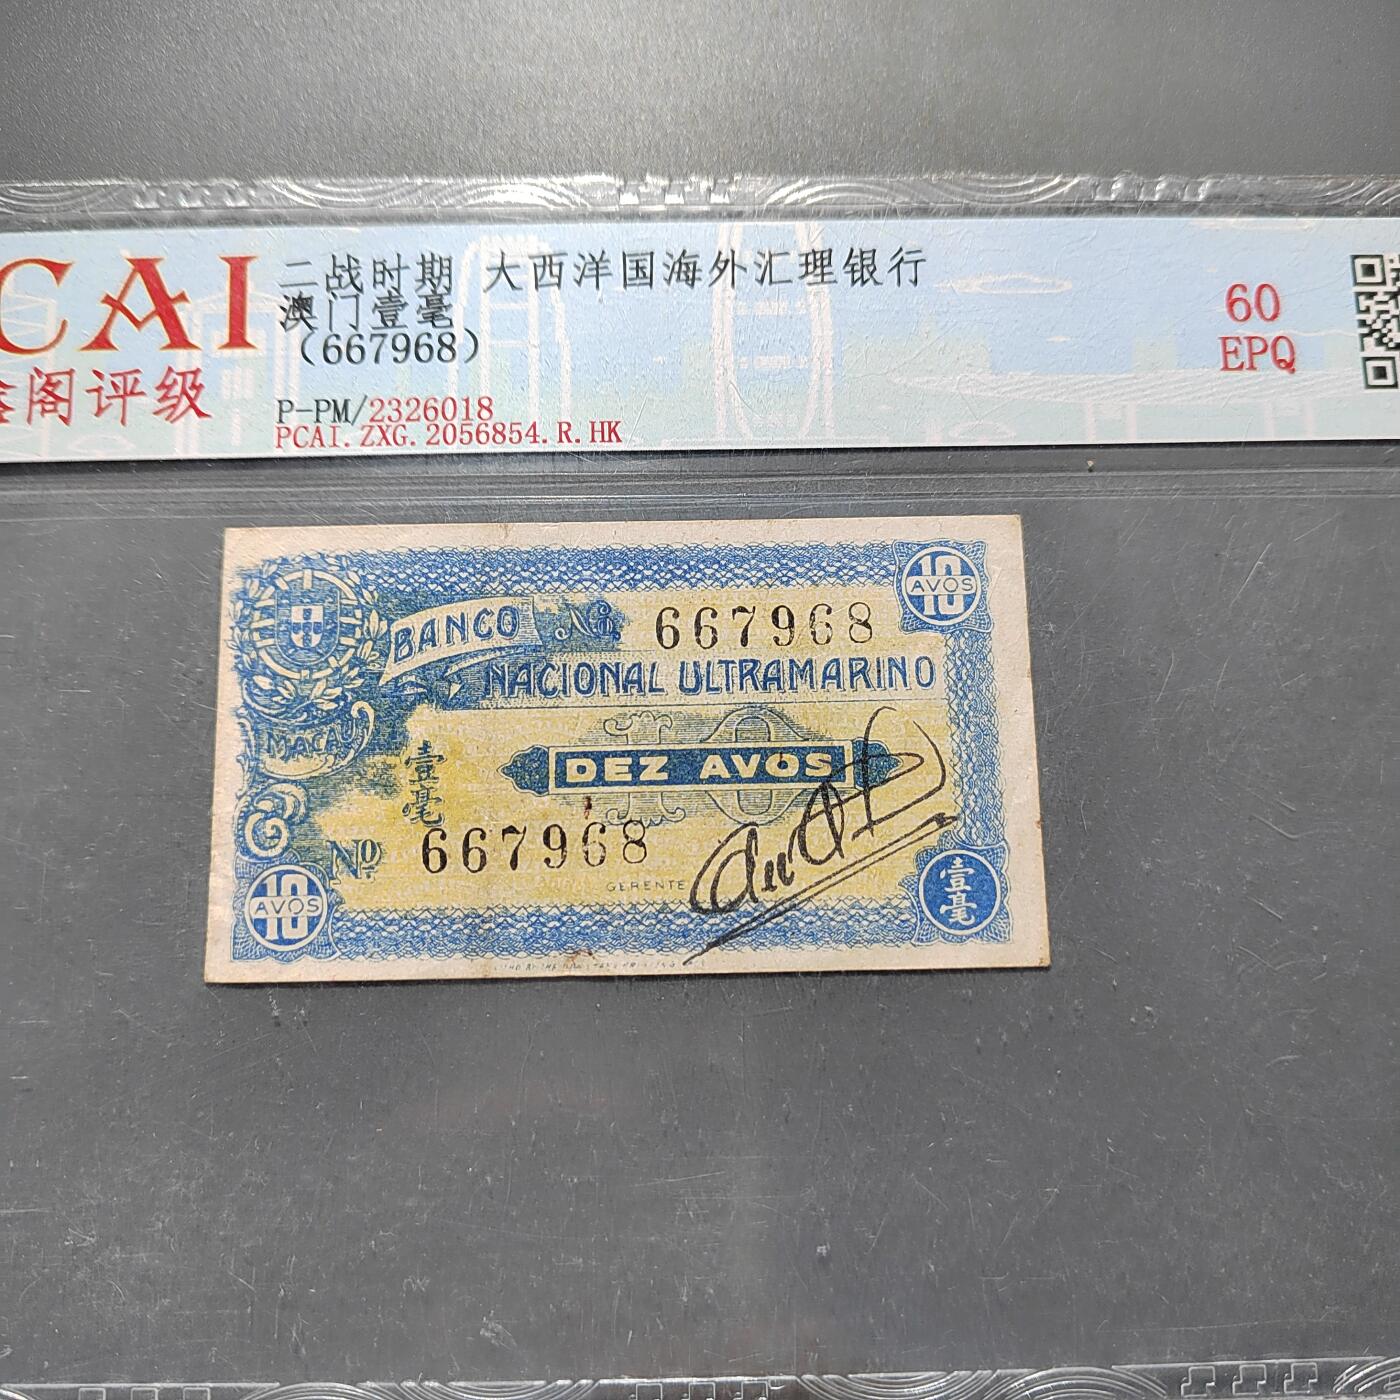 CAI
二战时期 大西洋国海外汇理银行
澳门壹毫
(667968)
鑫阁评级
P-PM/2326018
PCAI.ZXG.2056854.R.HK
60
EPQ
10
AVOS
BANCO
No. 667968
NACIONAL ULTRAMARINO
MACAU
壹毫
10
DEZ AVOS
No. 667968
GERENTE
10
AVOS
壹毫